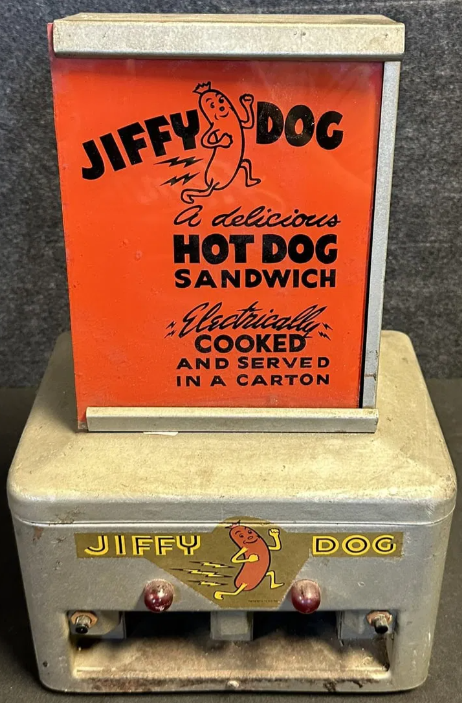 JIFFY DOG
A delicious
HOT DOG
SANDWICH
Electrically
COOKED
AND SERVED
IN A CARTON
JIFFY DOG